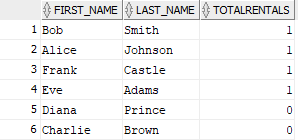 FIRST_NAME LAST_NAME TOTALRENTALS
1 Bob Smith 1
2 Alice Johnson 1
3 Frank Castle 1
4 Eve Adams 1
5 Diana Prince 0
6 Charlie Brown 0